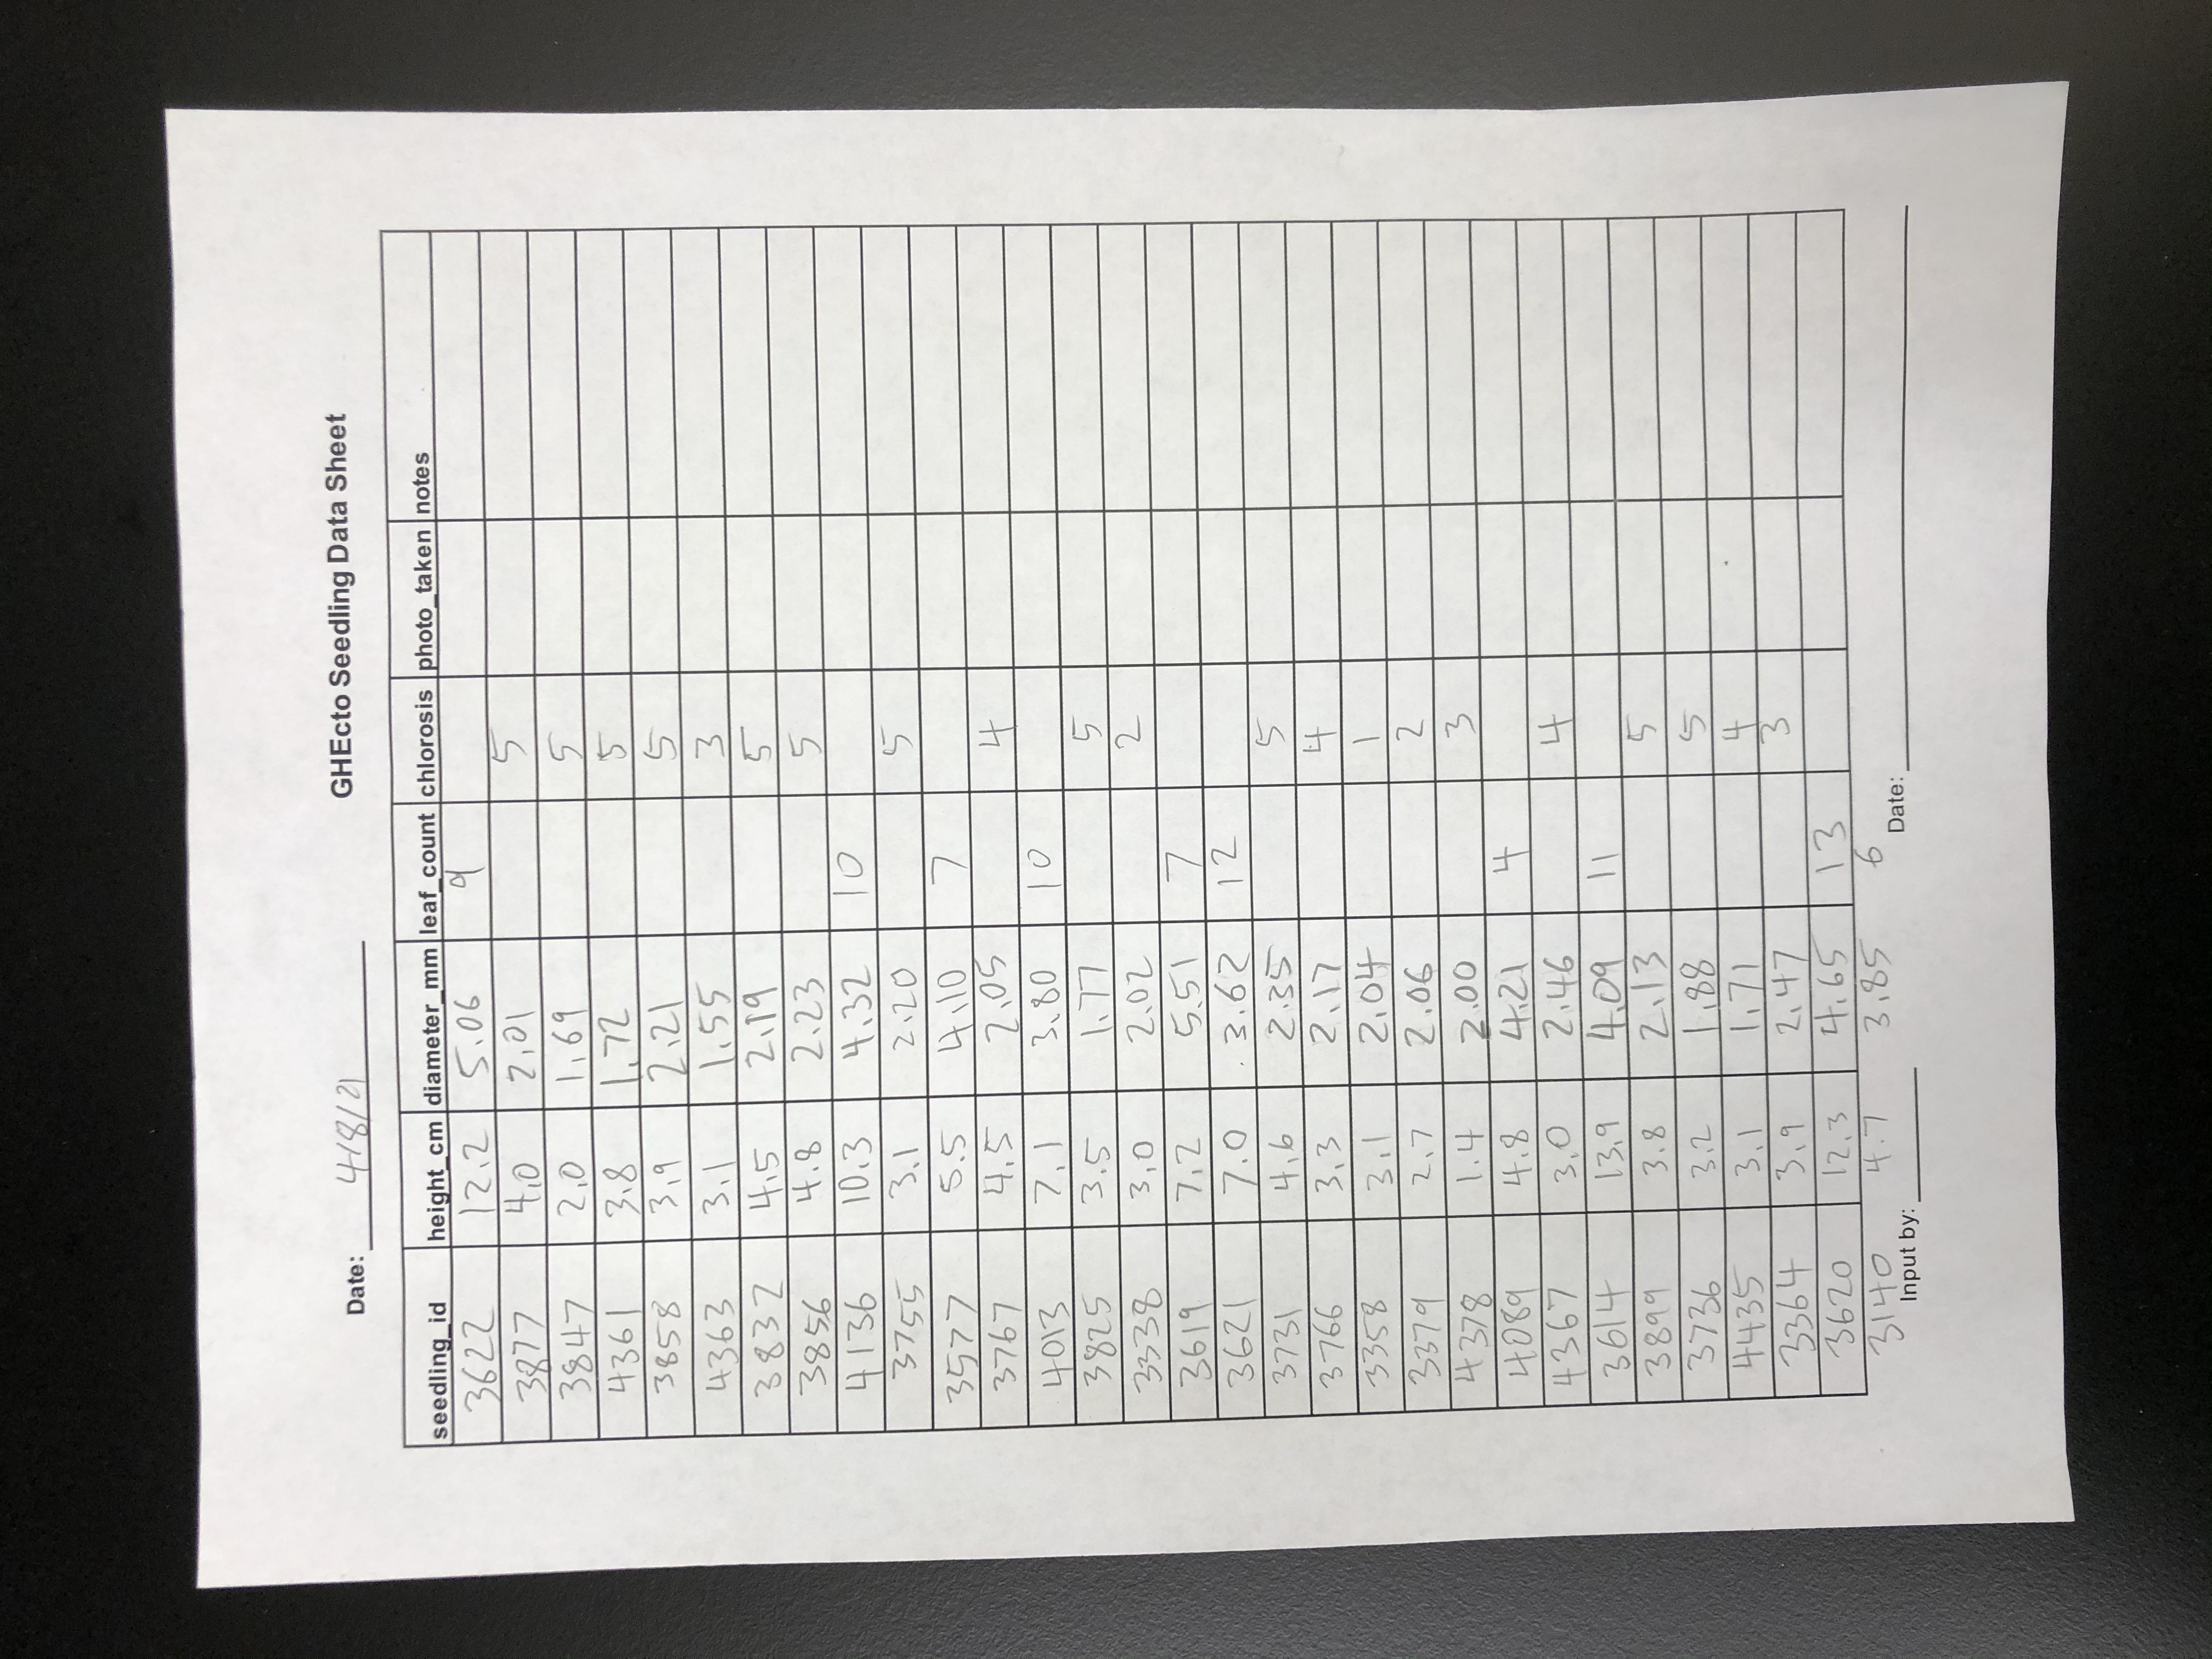 Date: 4/8/21 GHEcto Seedling Data Sheet
seedling_id height_cm diameter_mm leaf_count chlorosis photo_taken notes
3622 12.2 5.06 9
3877 4.0 2.01 5
3847 2.0 1.69 5
4361 3.8 1.72 5
3858 3.9 2.21 5
4363 3.1 1.55 3
3832 4.5 2.19 5
3856 4.8 2.23 5
4136 10.3 4.32 10
3755 3.1 2.20 5
3577 5.5 4.10 7
3767 4.5 2.05 4
4013 7.1 3.80 10
3825 3.5 1.77 5
3338 3.0 2.02 2
3619 7.2 5.51 7
3621 7.0 3.62 12
3731 4.6 2.35 5
3766 3.3 2.17 4
3358 3.1 2.04 1
3379 2.7 2.06 2
4378 1.4 2.00 3
4089 4.8 4.21 4
4367 3.0 2.46 4
3614 13.9 4.09 11
3899 3.8 2.13 5
3736 3.2 1.88 5
4435 3.1 1.71 4
3364 3.9 2.47 3
3620 12.3 4.65 13
3140 4.7 3.85 6
Input by: Date: